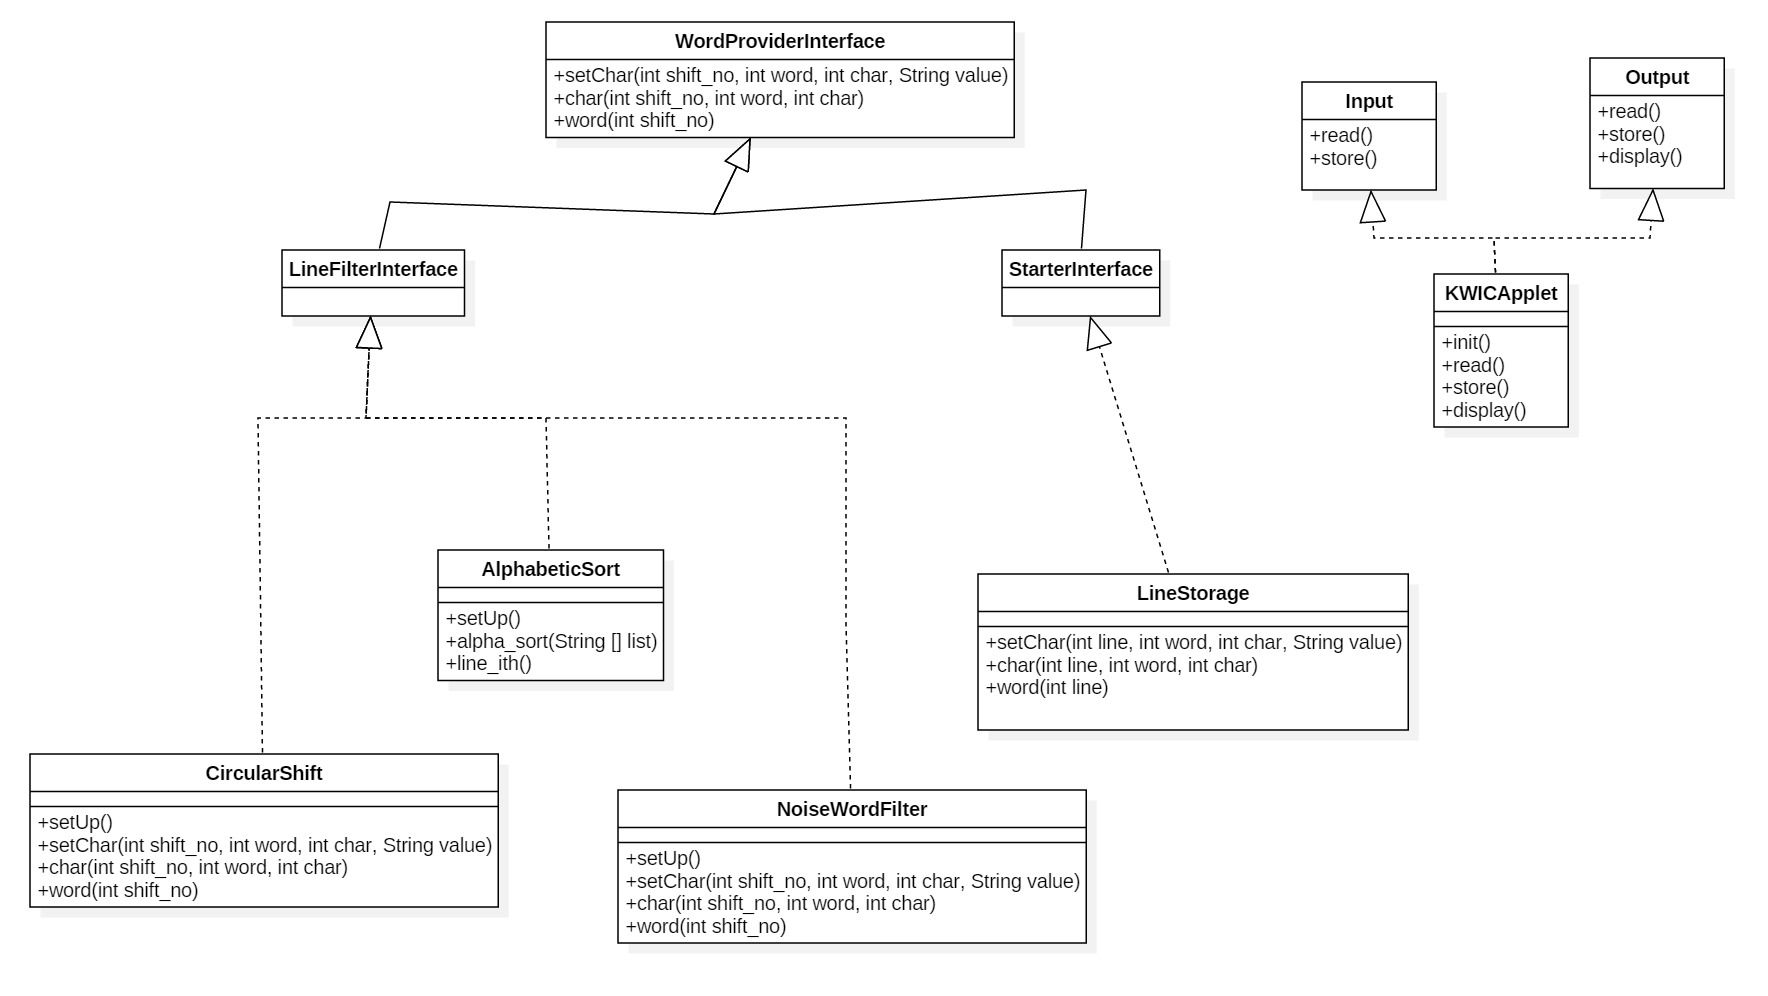 WordProviderInterface
+setChar(int shift_no, int word, int char, String value)
+char(int shift_no, int word, int char)
+word(int shift_no)
Input
+read()
+store()
Output
+read()
+store()
+display()
LineFilterInterface
StarterInterface
KWICApplet
+init()
+read()
+store()
+display()
AlphabeticSort
+setUp()
+alpha_sort(String [] list)
+line_ith()
LineStorage
+setChar(int line, int word, int char, String value)
+char(int line, int word, int char)
+word(int line)
CircularShift
+setUp()
+setChar(int shift_no, int word, int char, String value)
+char(int shift_no, int word, int char)
+word(int shift_no)
NoiseWordFilter
+setUp()
+setChar(int shift_no, int word, int char, String value)
+char(int shift_no, int word, int char)
+word(int shift_no)